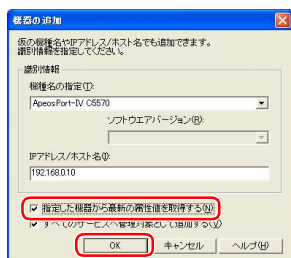 機器の追加
仮の機種名やIPアドレス/ホスト名でも追加できます。
識別情報を指定してください。
識別情報
機種名の指定(T):
ApeosPort-IV C5570
ソフトウエアバージョン(R):
IPアドレス/ホスト名(I):
192.168.0.10
指定した機器から最新の属性値を取得する(N)
すべてのサービスへ管理対象として追加する(V)
OK
キャンセル
ヘルプ(H)